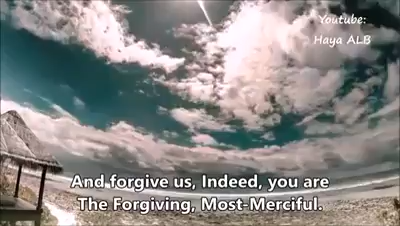 Youtube:
Haya ALB
And forgive us, Indeed, you are
The Forgiving, Most-Merciful.